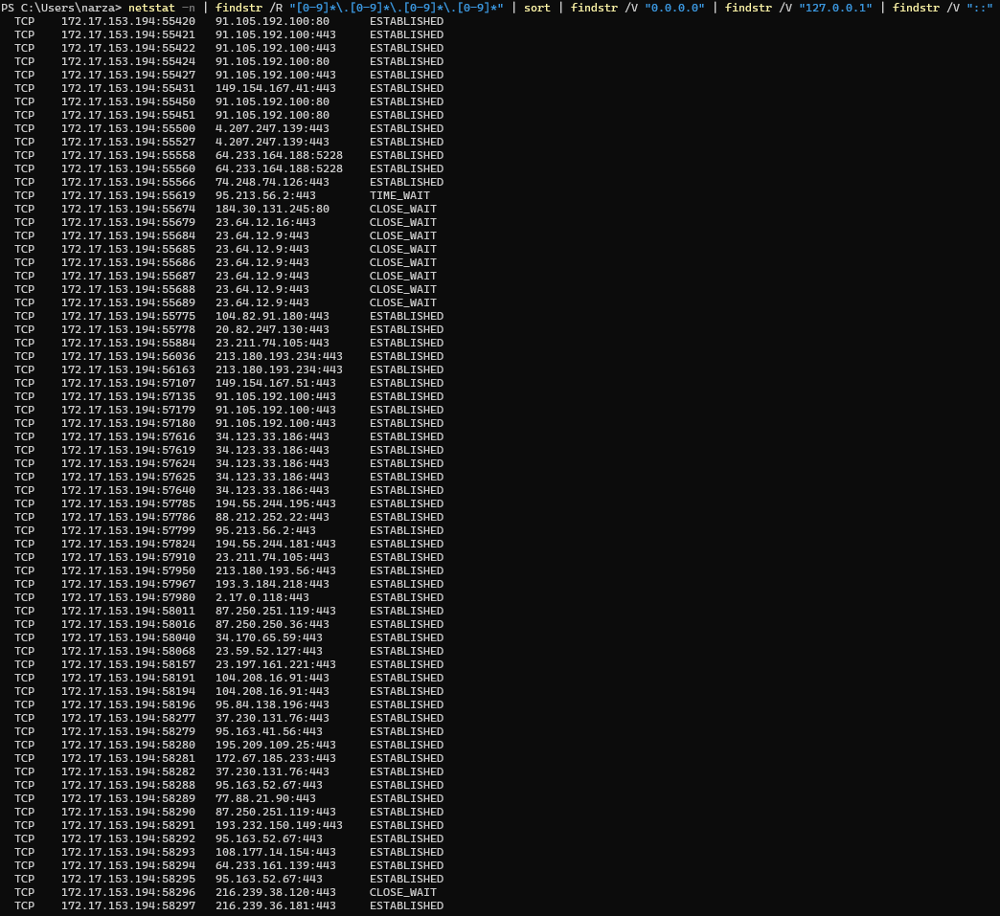 PS C:\Users\narza> netstat -n | findstr /R "[0-9]*\.[0-9]*\.[0-9]*\.[0-9]*" | sort | findstr /V "0.0.0.0" | findstr /V "127.0.0.1" | findstr /V "::"
TCP 172.17.153.194:55420 91.105.192.100:80 ESTABLISHED
TCP 172.17.153.194:55421 91.105.192.100:443 ESTABLISHED
TCP 172.17.153.194:55422 91.105.192.100:443 ESTABLISHED
TCP 172.17.153.194:55424 91.105.192.100:80 ESTABLISHED
TCP 172.17.153.194:55427 91.105.192.100:443 ESTABLISHED
TCP 172.17.153.194:55431 149.154.167.41:443 ESTABLISHED
TCP 172.17.153.194:55450 91.105.192.100:80 ESTABLISHED
TCP 172.17.153.194:55451 91.105.192.100:80 ESTABLISHED
TCP 172.17.153.194:55500 4.207.247.139:443 ESTABLISHED
TCP 172.17.153.194:55527 4.207.247.139:443 ESTABLISHED
TCP 172.17.153.194:55558 64.233.164.188:5228 ESTABLISHED
TCP 172.17.153.194:55560 64.233.164.188:5228 ESTABLISHED
TCP 172.17.153.194:55566 74.248.74.126:443 ESTABLISHED
TCP 172.17.153.194:55619 95.213.56.2:443 TIME_WAIT
TCP 172.17.153.194:55674 184.30.131.245:80 CLOSE_WAIT
TCP 172.17.153.194:55679 23.64.12.16:443 CLOSE_WAIT
TCP 172.17.153.194:55684 23.64.12.9:443 CLOSE_WAIT
TCP 172.17.153.194:55685 23.64.12.9:443 CLOSE_WAIT
TCP 172.17.153.194:55686 23.64.12.9:443 CLOSE_WAIT
TCP 172.17.153.194:55687 23.64.12.9:443 CLOSE_WAIT
TCP 172.17.153.194:55688 23.64.12.9:443 CLOSE_WAIT
TCP 172.17.153.194:55689 23.64.12.9:443 CLOSE_WAIT
TCP 172.17.153.194:55775 104.82.91.180:443 ESTABLISHED
TCP 172.17.153.194:55778 20.82.247.130:443 ESTABLISHED
TCP 172.17.153.194:55884 23.211.74.105:443 ESTABLISHED
TCP 172.17.153.194:56036 213.180.193.234:443 ESTABLISHED
TCP 172.17.153.194:56163 213.180.193.234:443 ESTABLISHED
TCP 172.17.153.194:57107 149.154.167.51:443 ESTABLISHED
TCP 172.17.153.194:57135 91.105.192.100:443 ESTABLISHED
TCP 172.17.153.194:57179 91.105.192.100:443 ESTABLISHED
TCP 172.17.153.194:57180 91.105.192.100:443 ESTABLISHED
TCP 172.17.153.194:57616 34.123.33.186:443 ESTABLISHED
TCP 172.17.153.194:57619 34.123.33.186:443 ESTABLISHED
TCP 172.17.153.194:57624 34.123.33.186:443 ESTABLISHED
TCP 172.17.153.194:57625 34.123.33.186:443 ESTABLISHED
TCP 172.17.153.194:57640 34.123.33.186:443 ESTABLISHED
TCP 172.17.153.194:57785 194.55.244.195:443 ESTABLISHED
TCP 172.17.153.194:57786 88.212.252.22:443 ESTABLISHED
TCP 172.17.153.194:57799 95.213.56.2:443 ESTABLISHED
TCP 172.17.153.194:57824 194.55.244.181:443 ESTABLISHED
TCP 172.17.153.194:57910 23.211.74.105:443 ESTABLISHED
TCP 172.17.153.194:57950 213.180.193.56:443 ESTABLISHED
TCP 172.17.153.194:57967 193.3.184.218:443 ESTABLISHED
TCP 172.17.153.194:57980 2.17.0.118:443 ESTABLISHED
TCP 172.17.153.194:58011 87.250.251.119:443 ESTABLISHED
TCP 172.17.153.194:58016 87.250.250.36:443 ESTABLISHED
TCP 172.17.153.194:58040 34.170.65.59:443 ESTABLISHED
TCP 172.17.153.194:58068 23.59.52.127:443 ESTABLISHED
TCP 172.17.153.194:58157 23.197.161.221:443 ESTABLISHED
TCP 172.17.153.194:58191 104.208.16.91:443 ESTABLISHED
TCP 172.17.153.194:58194 104.208.16.91:443 ESTABLISHED
TCP 172.17.153.194:58196 95.84.138.196:443 ESTABLISHED
TCP 172.17.153.194:58277 37.230.131.76:443 ESTABLISHED
TCP 172.17.153.194:58279 95.163.41.56:443 ESTABLISHED
TCP 172.17.153.194:58280 195.209.109.25:443 ESTABLISHED
TCP 172.17.153.194:58281 172.67.185.233:443 ESTABLISHED
TCP 172.17.153.194:58282 37.230.131.76:443 ESTABLISHED
TCP 172.17.153.194:58288 95.163.52.67:443 ESTABLISHED
TCP 172.17.153.194:58289 77.88.21.90:443 ESTABLISHED
TCP 172.17.153.194:58290 87.250.251.119:443 ESTABLISHED
TCP 172.17.153.194:58291 193.232.150.149:443 ESTABLISHED
TCP 172.17.153.194:58292 95.163.52.67:443 ESTABLISHED
TCP 172.17.153.194:58293 108.177.14.154:443 ESTABLISHED
TCP 172.17.153.194:58294 64.233.161.139:443 ESTABLISHED
TCP 172.17.153.194:58295 95.163.52.67:443 ESTABLISHED
TCP 172.17.153.194:58296 216.239.38.120:443 CLOSE_WAIT
TCP 172.17.153.194:58297 216.239.36.181:443 ESTABLISHED